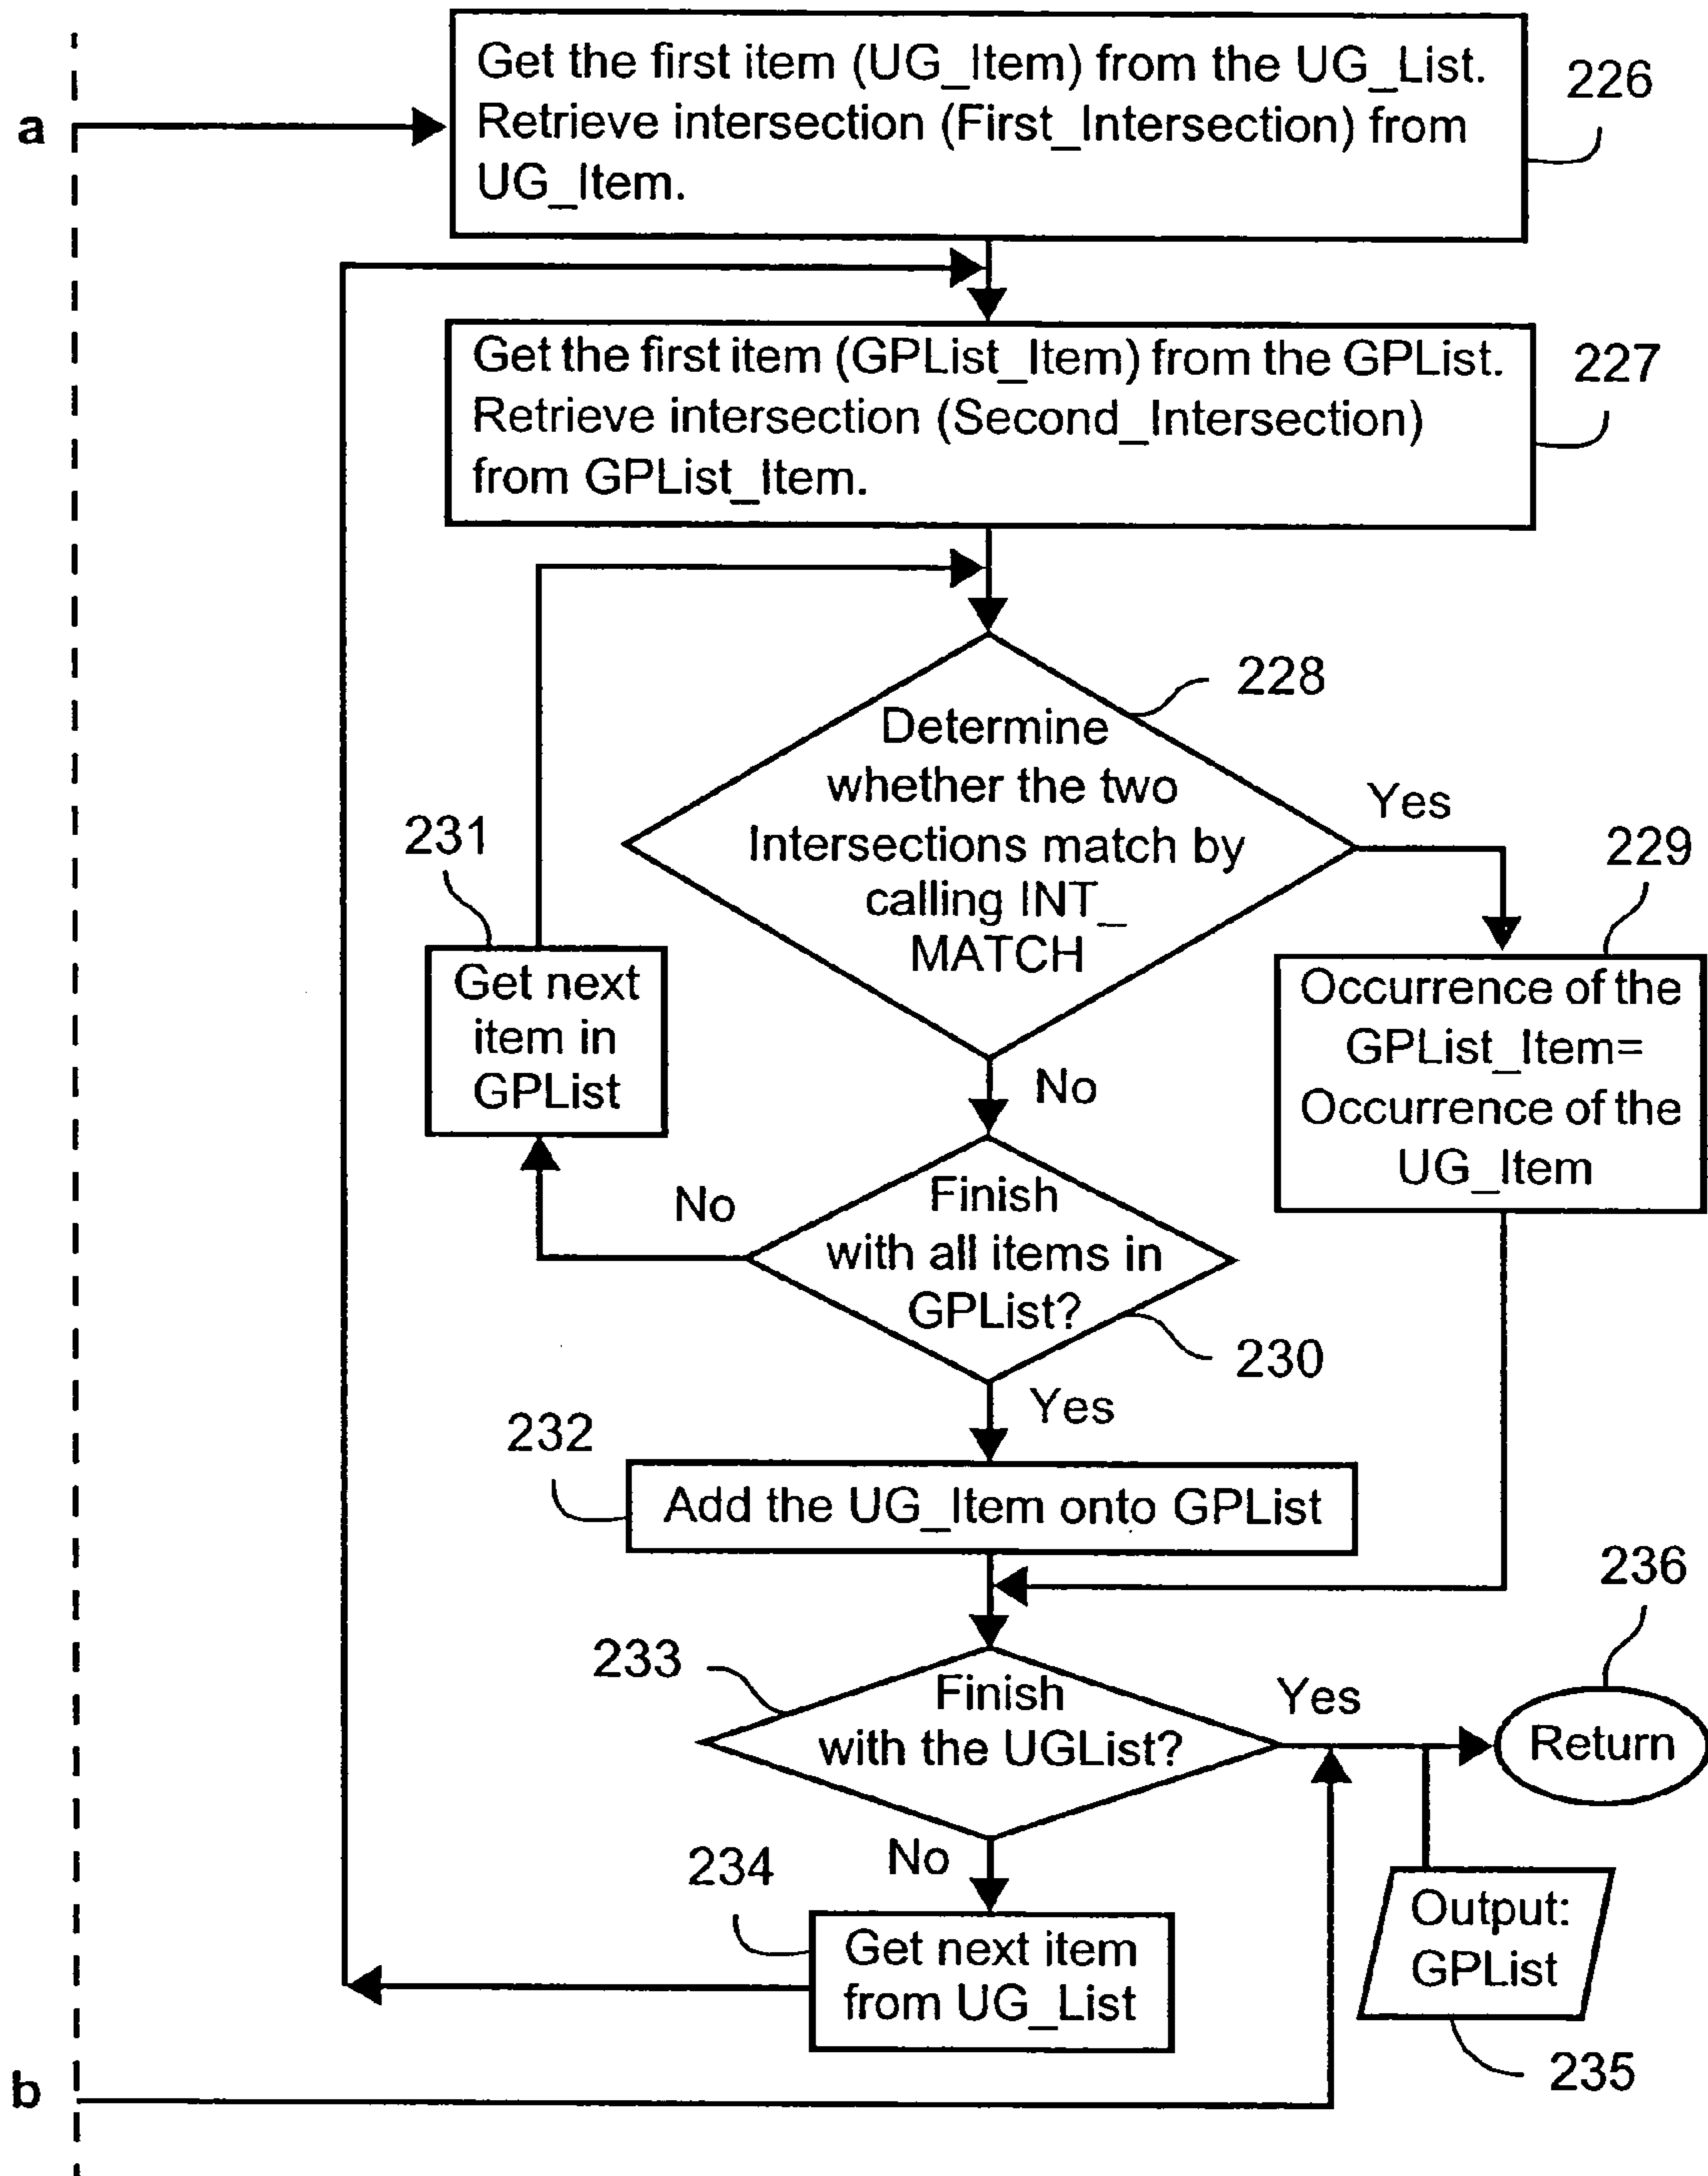 Get the first item (UG_Item) from the UG_List.
Retrieve intersection (First_Intersection) from
UG_Item.
226
a
Get the first item (GPList_Item) from the GPList.
Retrieve intersection (Second_Intersection)
from GPList_Item.
227
228
Determine
whether the two
Intersections match by
calling INT_
MATCH
Yes
229
231
Get next
item in
GPList
Occurrence of the
GPList_Item=
Occurrence of the
UG_Item
No
No
Finish
with all items in
GPList?
230
Yes
232
Add the UG_Item onto GPList
236
233
Finish
with the UGList?
Yes
Return
No
234
Get next item
from UG_List
Output:
GPList
235
b